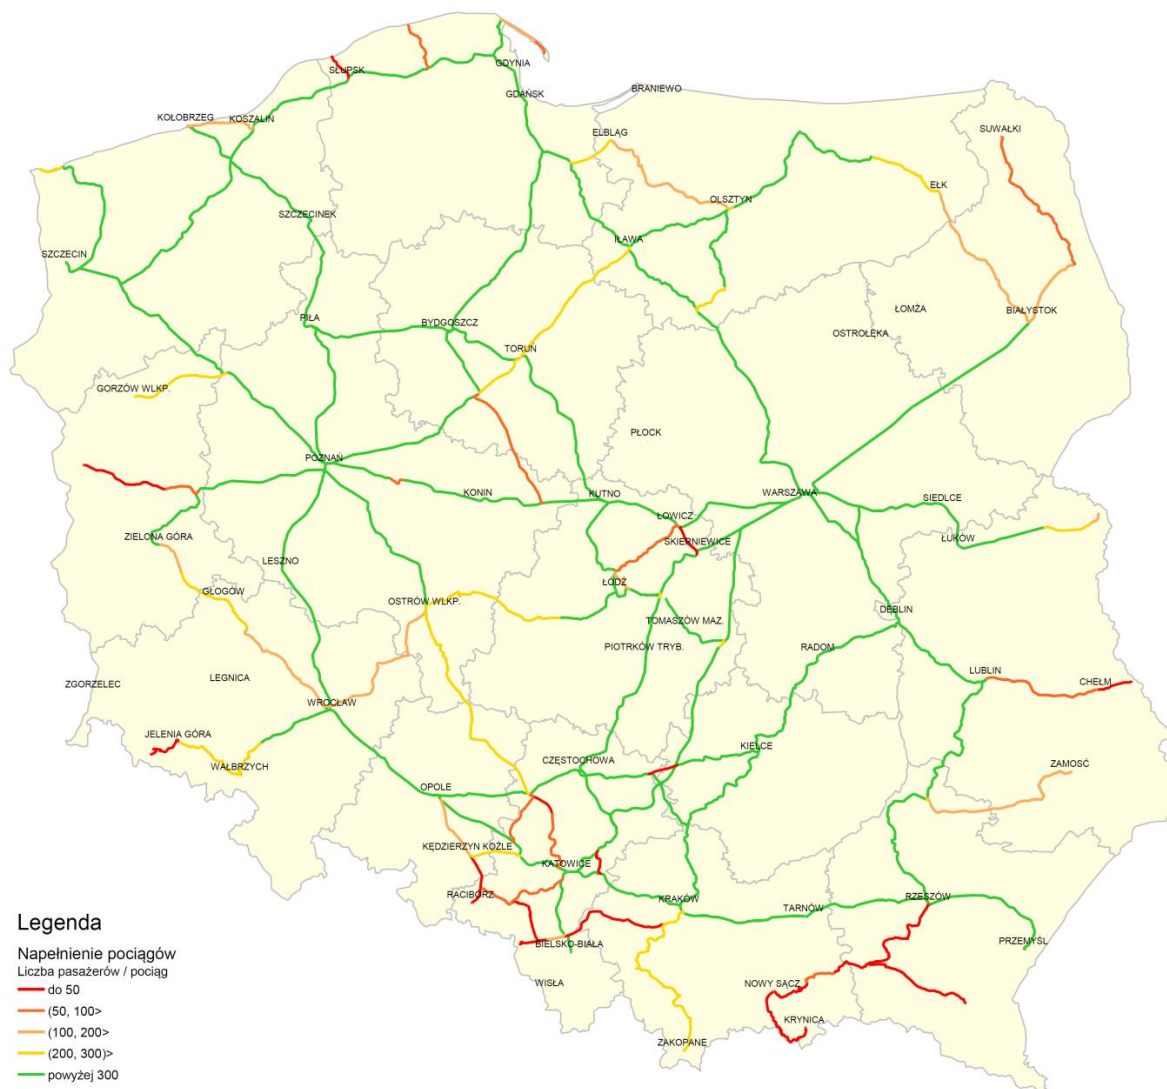 SŁUPSK
GDYNIA
GDAŃSK
BRANIEWO
KOŁOBRZEG
KOSZALIN
ELBLĄG
SUWAŁKI
EŁK
OLSZTYN
SZCZECINEK
IŁAWA
SZCZECIN
ŁOMŻA
BIAŁYSTOK
PIŁA
BYDGOSZCZ
OSTROŁĘKA
TORUŃ
GORZÓW WLKP.
PŁOCK
POZNAŃ
KONIN
KUTNO
WARSZAWA
SIEDLCE
ŁOWICZ
ZIELONA GÓRA
SKIERNIEWICE
ŁUKÓW
LESZNO
ŁÓDŹ
GŁOGÓW
OSTRÓW WLKP.
DĘBLIN
TOMASZÓW MAZ.
PIOTRKÓW TRYB.
RADOM
LUBLIN
ZGORZELEC
LEGNICA
CHEŁM
WROCŁAW
JELENIA GÓRA
KIELCE
WAŁBRZYCH
CZĘSTOCHOWA
ZAMOSĆ
OPOLE
KĘDZIERZYN KOŹLE
KATOWICE
RACIBÓRZ
KRAKÓW
TARNÓW
RZESZÓW
BIELSKO-BIAŁA
PRZEMYŚL
WISŁA
NOWY SĄCZ
KRYNICA
ZAKOPANE
Legenda
Napełnienie pociągów
Liczba pasażerów / pociąg
do 50
(50, 100>
(100, 200>
(200, 300)>
powyżej 300